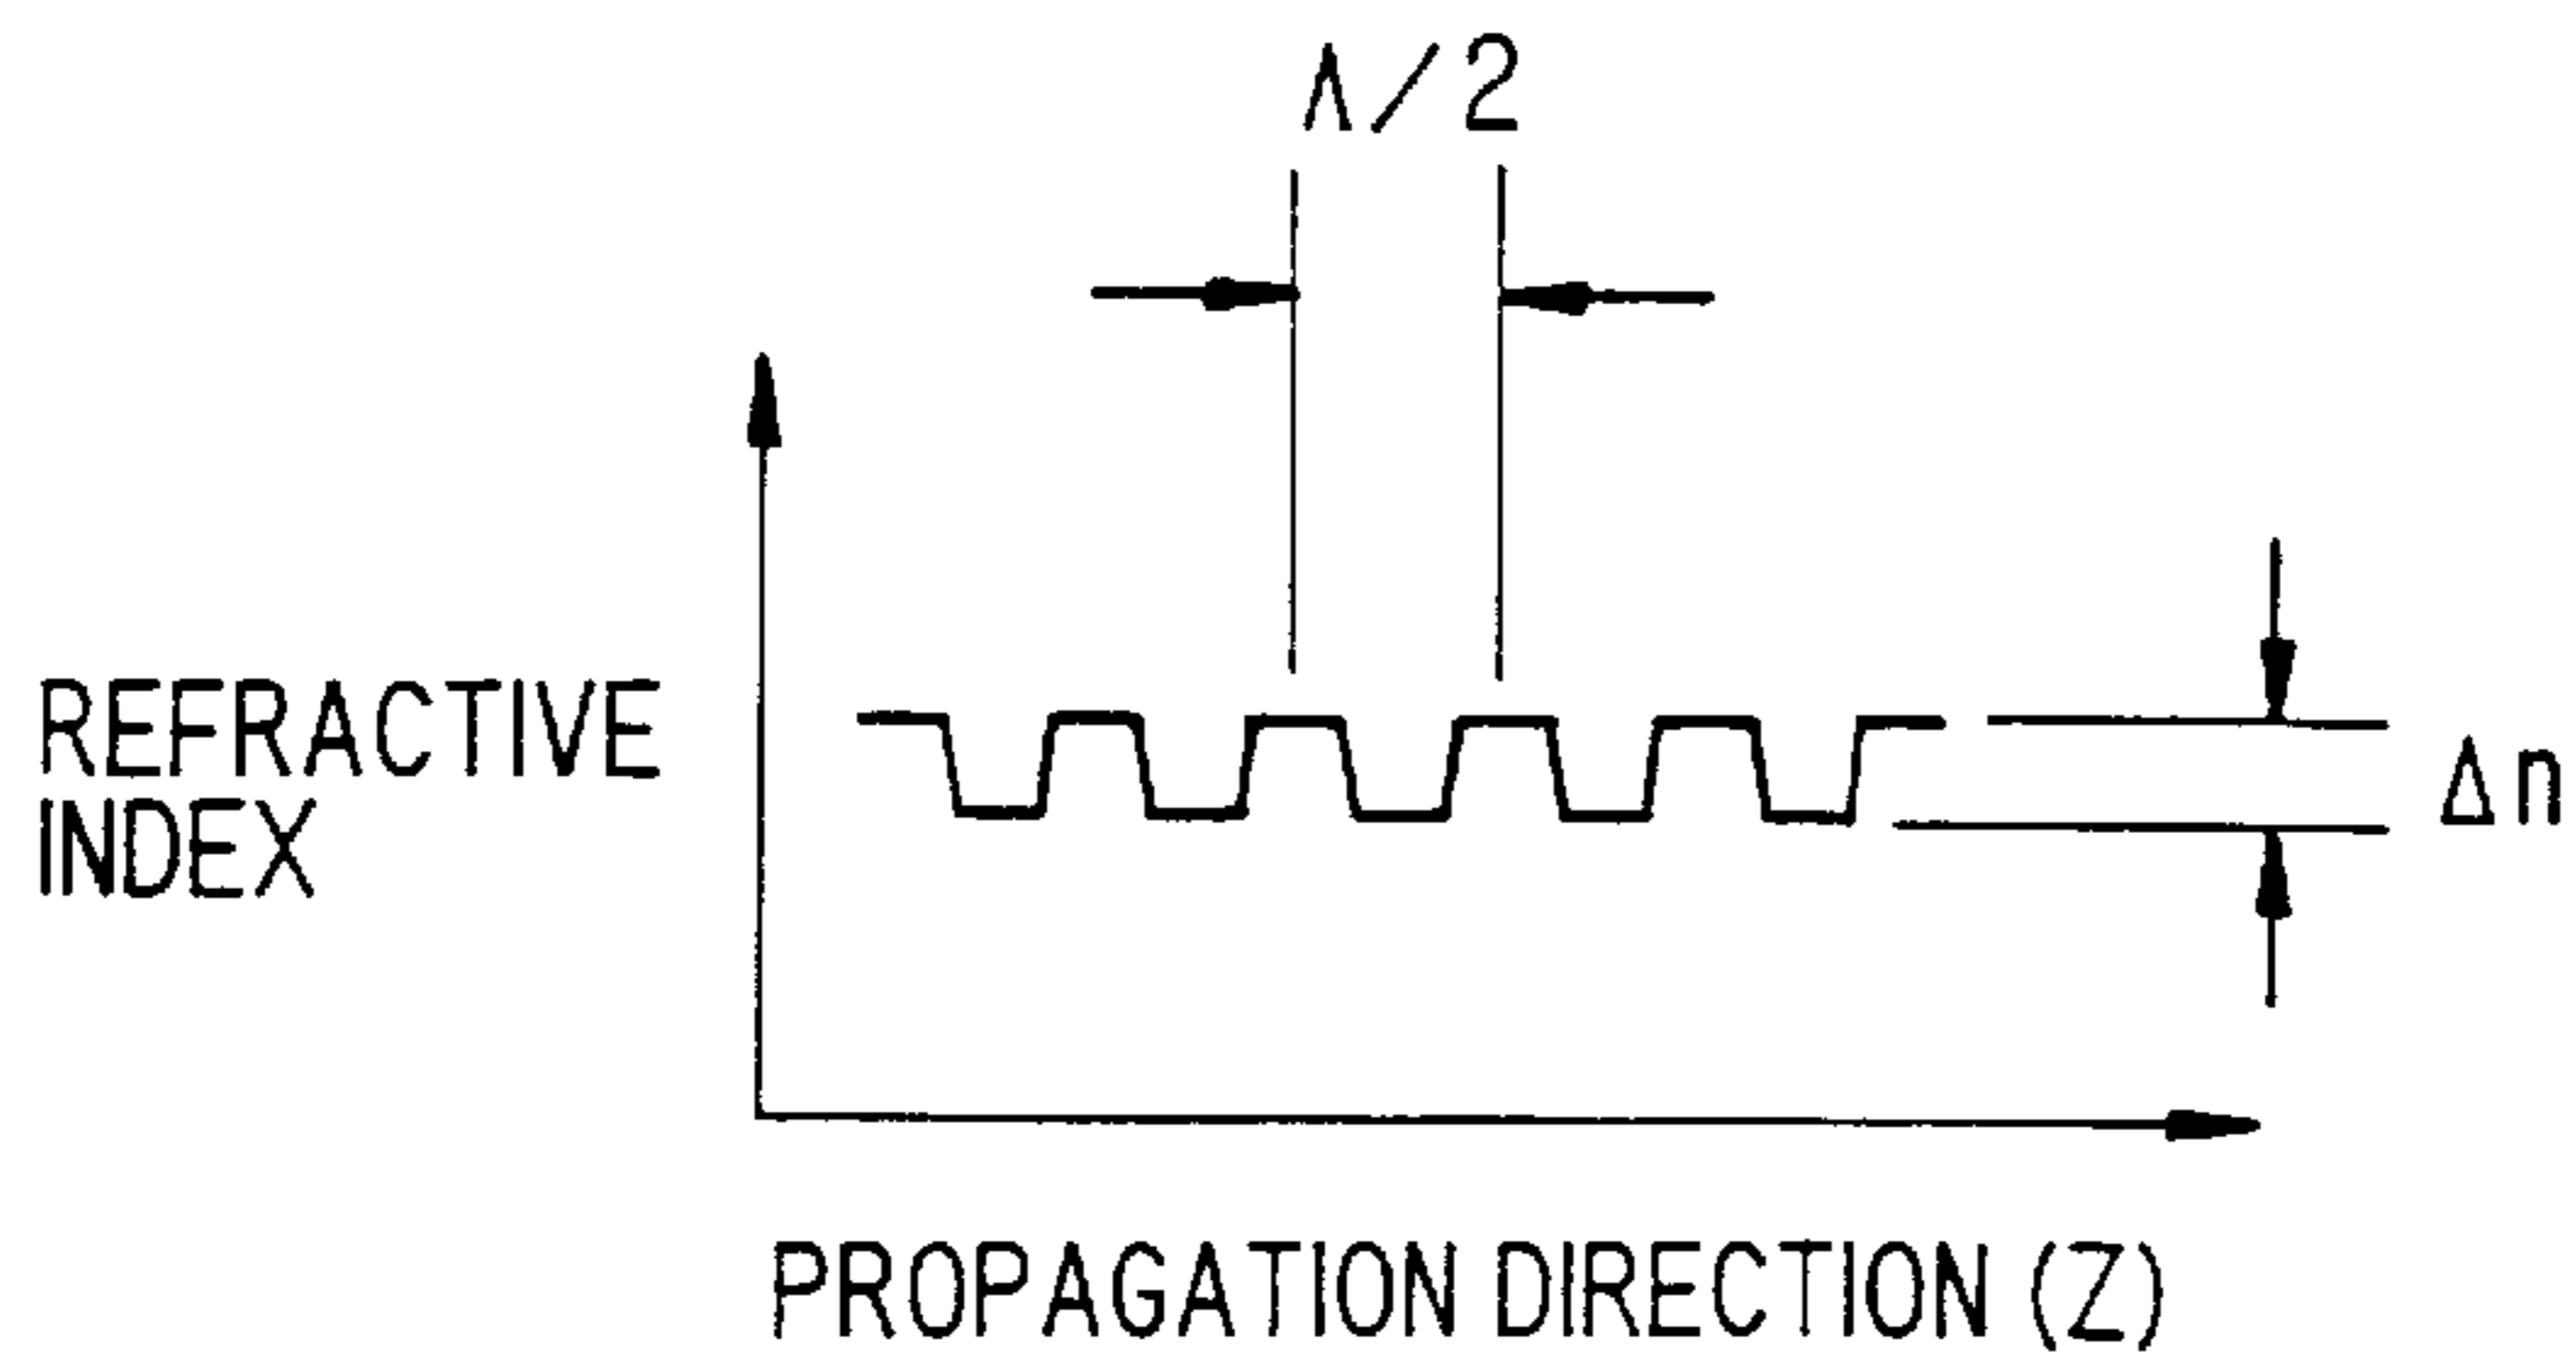 Λ/2
REFRACTIVE
INDEX
Δn
PROPAGATION DIRECTION (Z)